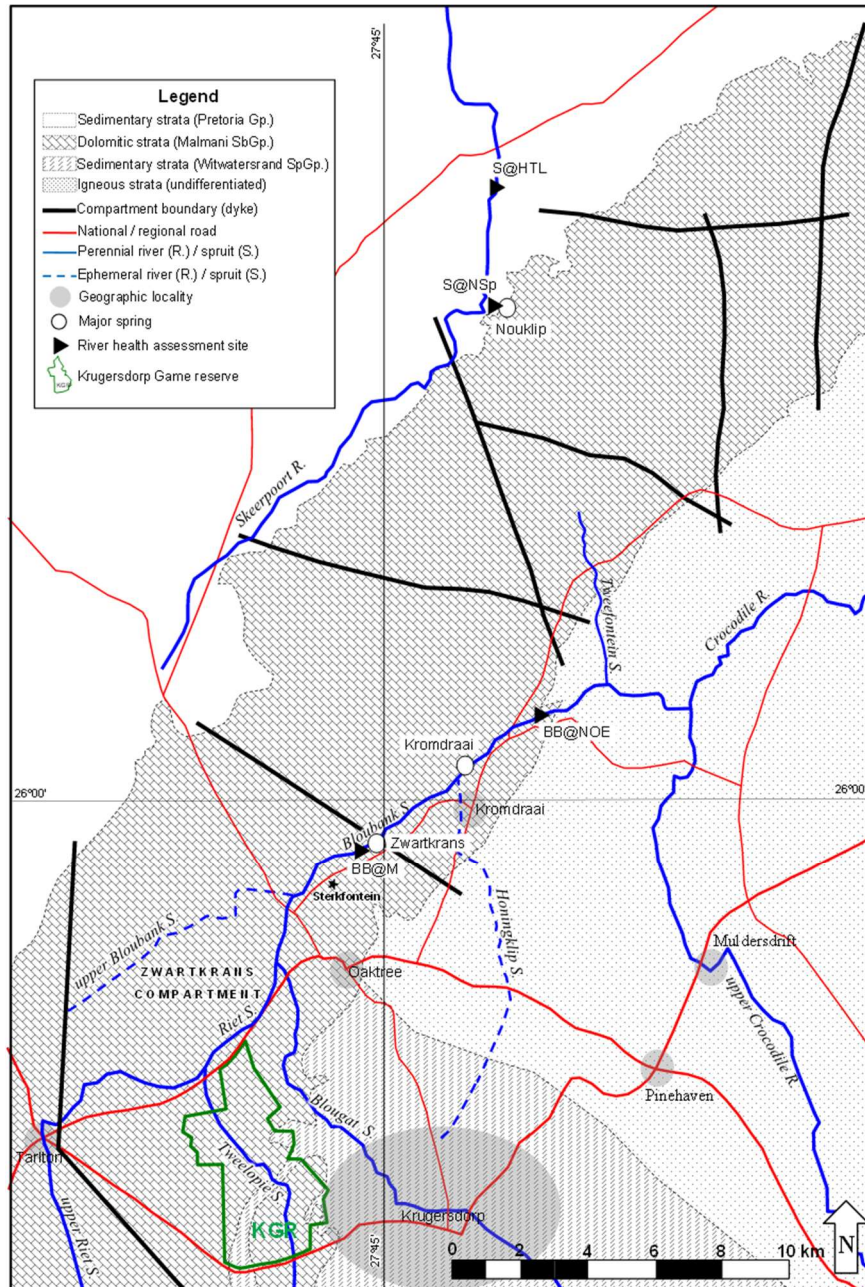 27°45'
Legend
Sedimentary strata (Pretoria Gp.)
Dolomitic strata (Malmani SbGp.)
Sedimentary strata (Witwatersrand SpGp.)
Igneous strata (undifferentiated)
Compartment boundary (dyke)
National / regional road
Perennial river (R.) / spruit (S.)
Ephemeral river (R.) / spruit (S.)
Geographic locality
Major spring
River health assessment site
KGR
Krugersdorp Game reserve
S@HTL
S@NSp
Nouklip
Skeerpoort R.
Tweefontein S.
Crocodile R.
BB@NOE
Kromdraai
26°00'
26°00'
Kromdraai
Bloubank S.
Zwartkrans
BB@M
Sterkfontein
Honingklip S.
upper Bloubank S.
Muldersdrift
ZWARTKRANS
COMPARTMENT
Oaktree
Riet S.
upper Crocodile R.
Pinehaven
Blougat S.
Tarlton
Tweelopie S.
upper Riet S
KGR
Krugersdorp
27°45'
N
0 2 4 6 8 10 km